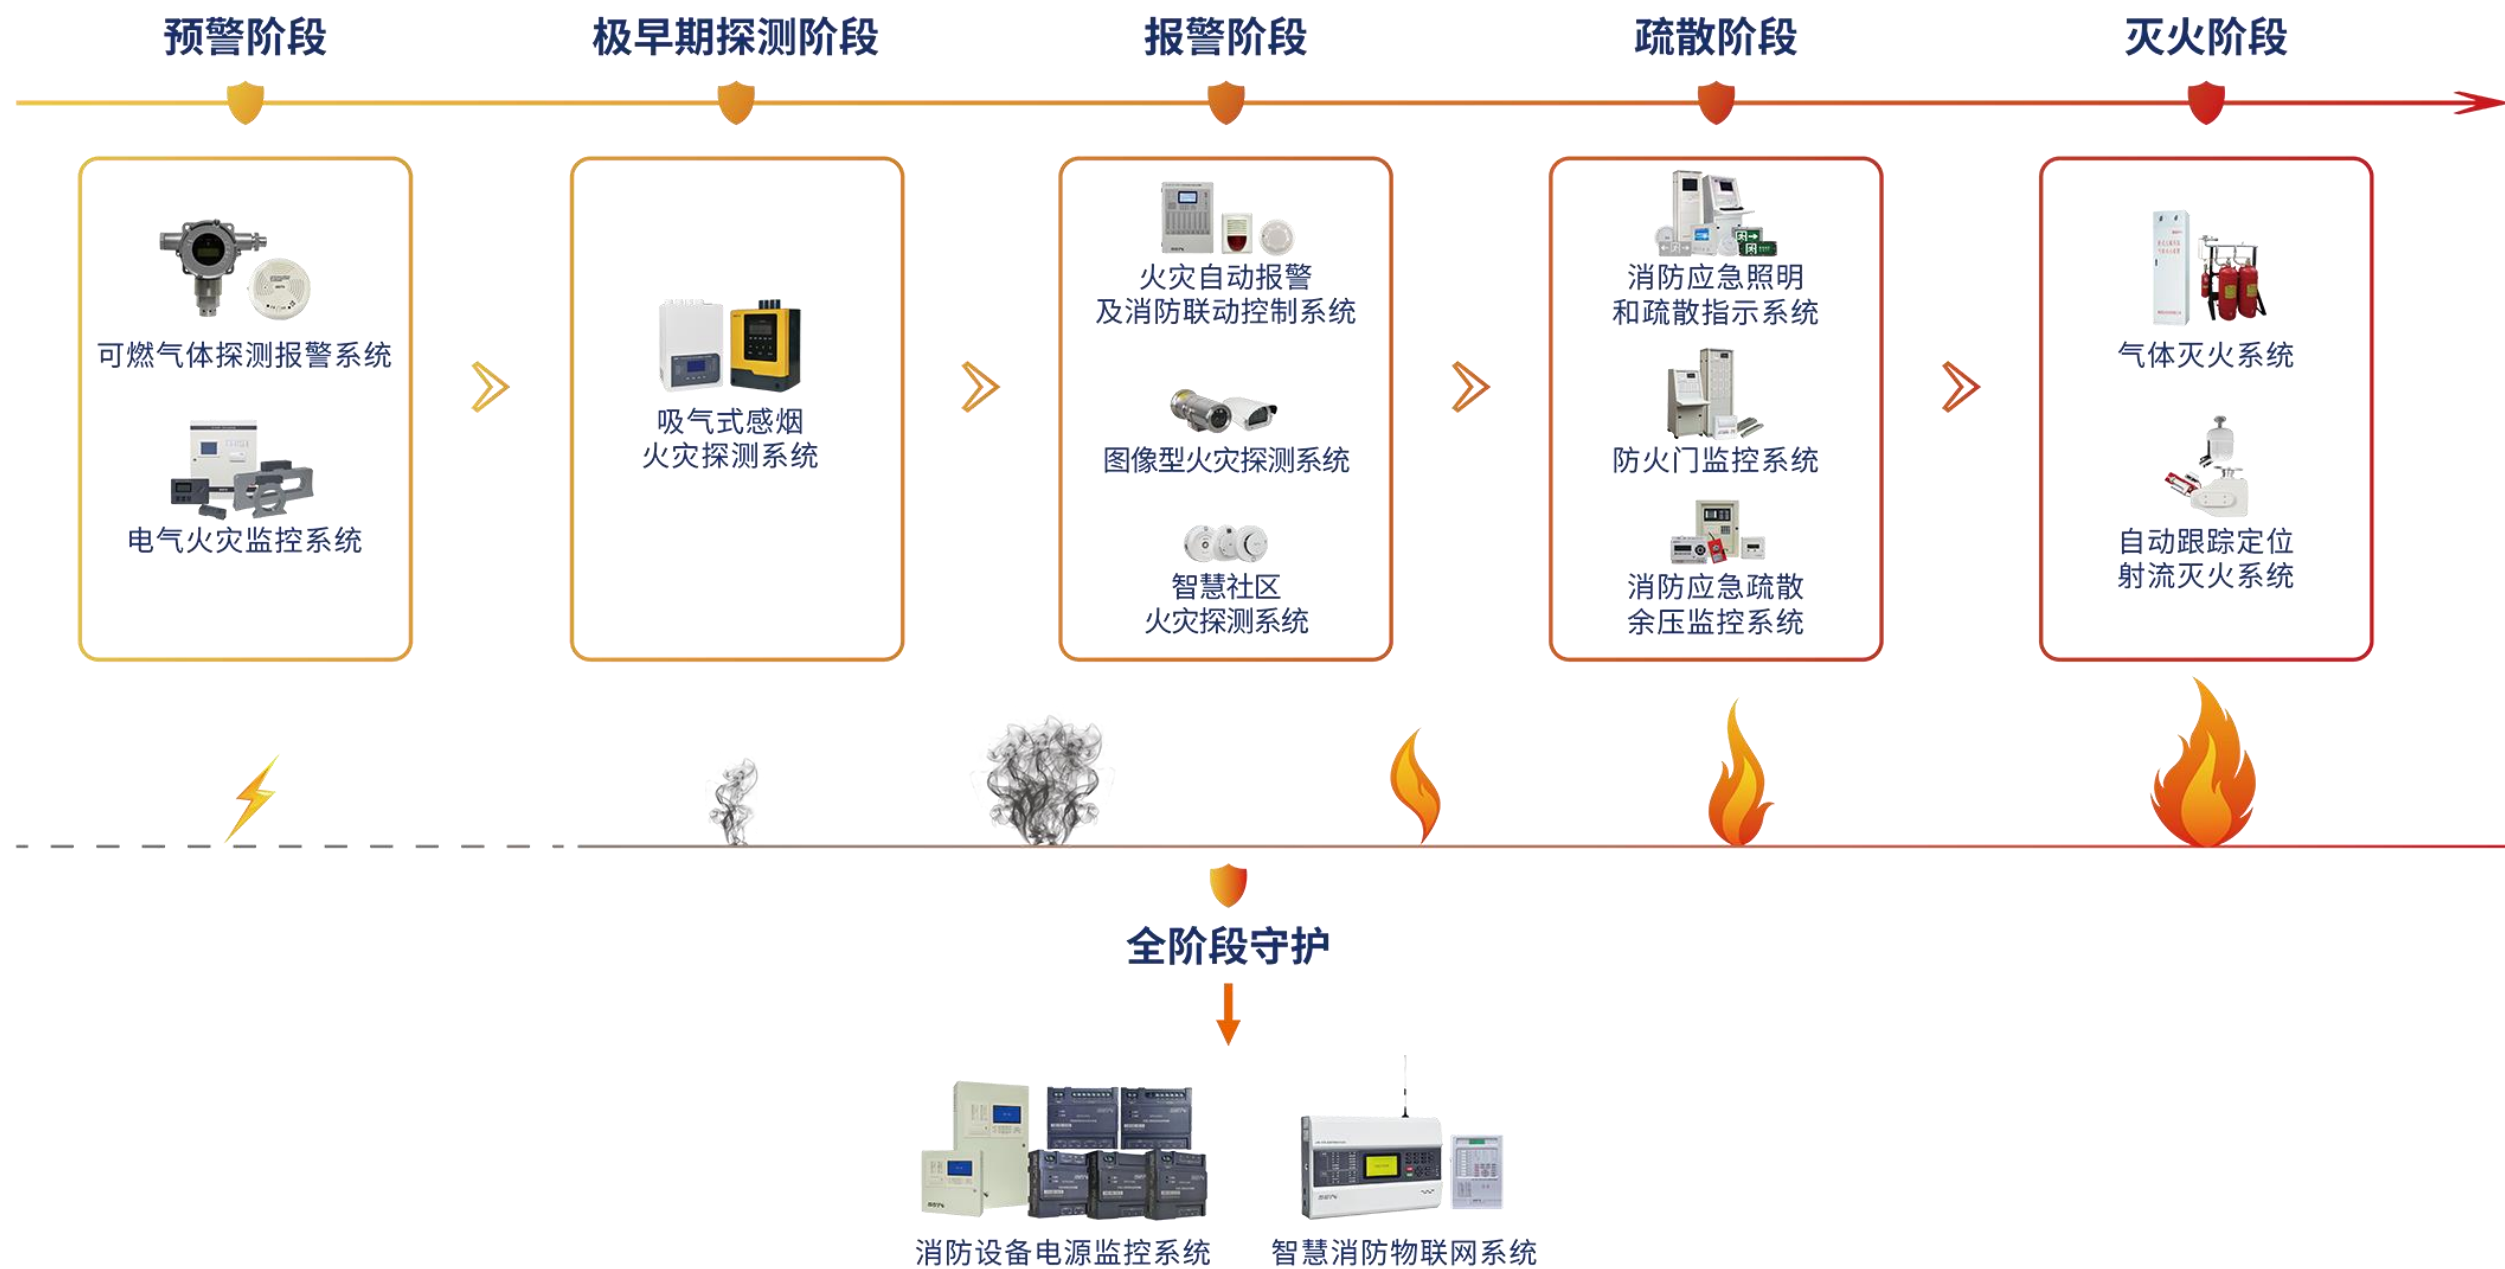 预警阶段
极早期探测阶段
报警阶段
疏散阶段
灭火阶段
可燃气体探测报警系统
电气火灾监控系统
吸气式感烟
火灾探测系统
火灾自动报警
及消防联动控制系统
图像型火灾探测系统
智慧社区
火灾探测系统
消防应急照明
和疏散指示系统
防火门监控系统
消防应急疏散
余压监控系统
气体灭火系统
自动跟踪定位
射流灭火系统
全阶段守护
消防设备电源监控系统
智慧消防物联网系统